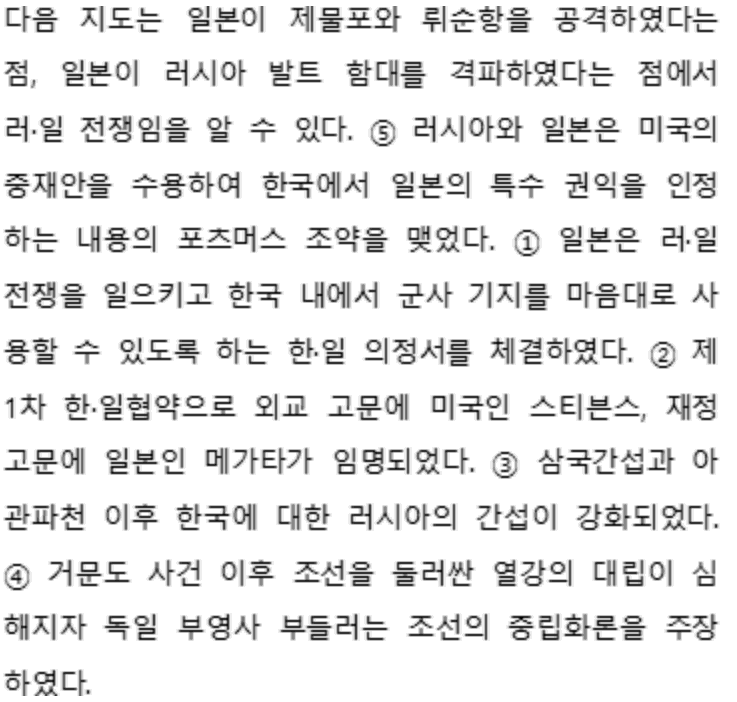 다음 지도는 일본이 제물포와 뤼순항을 공격하였다는
점, 일본이 러시아 발트 함대를 격파하였다는 점에서
러·일 전쟁임을 알 수 있다. ⑤ 러시아와 일본은 미국의
중재안을 수용하여 한국에서 일본의 특수 권익을 인정
하는 내용의 포츠머스 조약을 맺었다. ① 일본은 러·일
전쟁을 일으키고 한국 내에서 군사 기지를 마음대로 사
용할 수 있도록 하는 한·일 의정서를 체결하였다. ② 제
1차 한·일협약으로 외교 고문에 미국인 스티븐스, 재정
고문에 일본인 메가타가 임명되었다. ③ 삼국간섭과 아
관파천 이후 한국에 대한 러시아의 간섭이 강화되었다.
④ 거문도 사건 이후 조선을 둘러싼 열강의 대립이 심
해지자 독일 부영사 부들러는 조선의 중립화론을 주장
하였다.